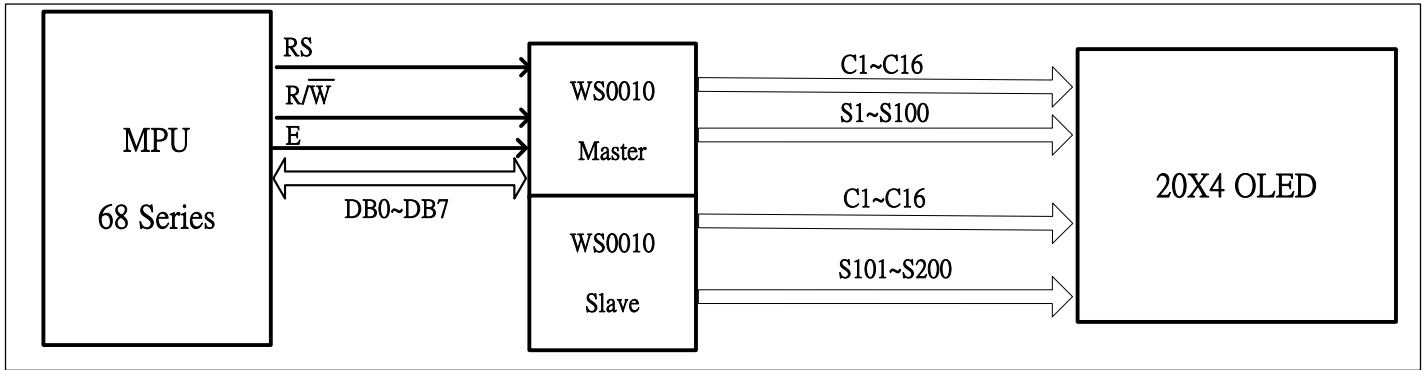 MPU
68 Series
RS
R/W̅
E
DB0~DB7
WS0010
Master
WS0010
Slave
C1~C16
S1~S100
C1~C16
S101~S200
20X4 OLED